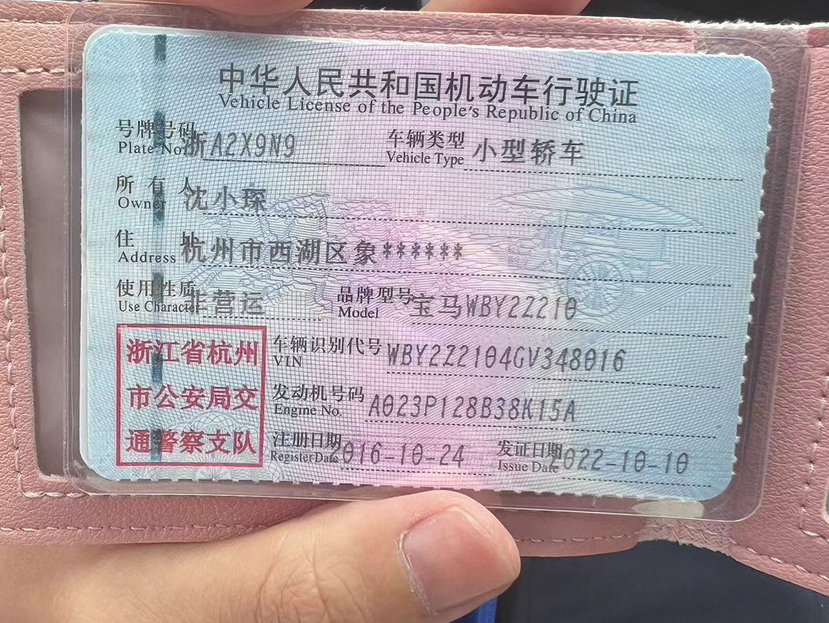 中华人民共和国机动车行驶证
Vehicle License of the People's Republic of China
号牌号码 浙A2X9N9 车辆类型 小型轿车
Plate No. Vehicle Type
所有人 沈小琛
Owner
住址 杭州市西湖区象******
Address
使用性质 非营运 品牌型号 宝马WBY2Z210
Use Character Model
浙江省杭州
市公安局交
通警察支队
车辆识别代号 WBY2Z2104GV348016
VIN
发动机号码 A023P128B38K15A
Engine No.
注册日期 016-10-24 发证日期 022-10-10
Register Date Issue Date